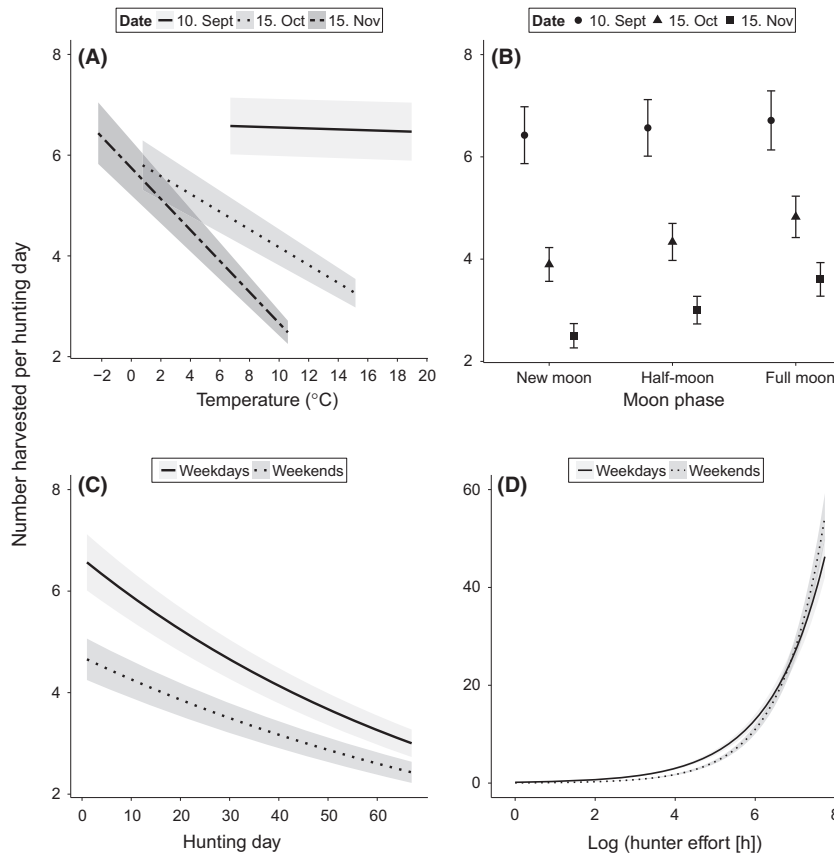 Date 10. Sept 15. Oct 15. Nov
Date 10. Sept 15. Oct 15. Nov
(A)
8
6
4
2
−2 0 2 4 6 8 10 12 14 16 18 20
Temperature (°C)
(B)
8
6
4
2
New moon Half-moon Full moon
Moon phase
Number harvested per hunting day
Weekdays Weekends
Weekdays Weekends
(C)
8
6
4
2
0 10 20 30 40 50 60
Hunting day
(D)
60
40
20
0
0 2 4 6 8
Log (hunter effort [h])